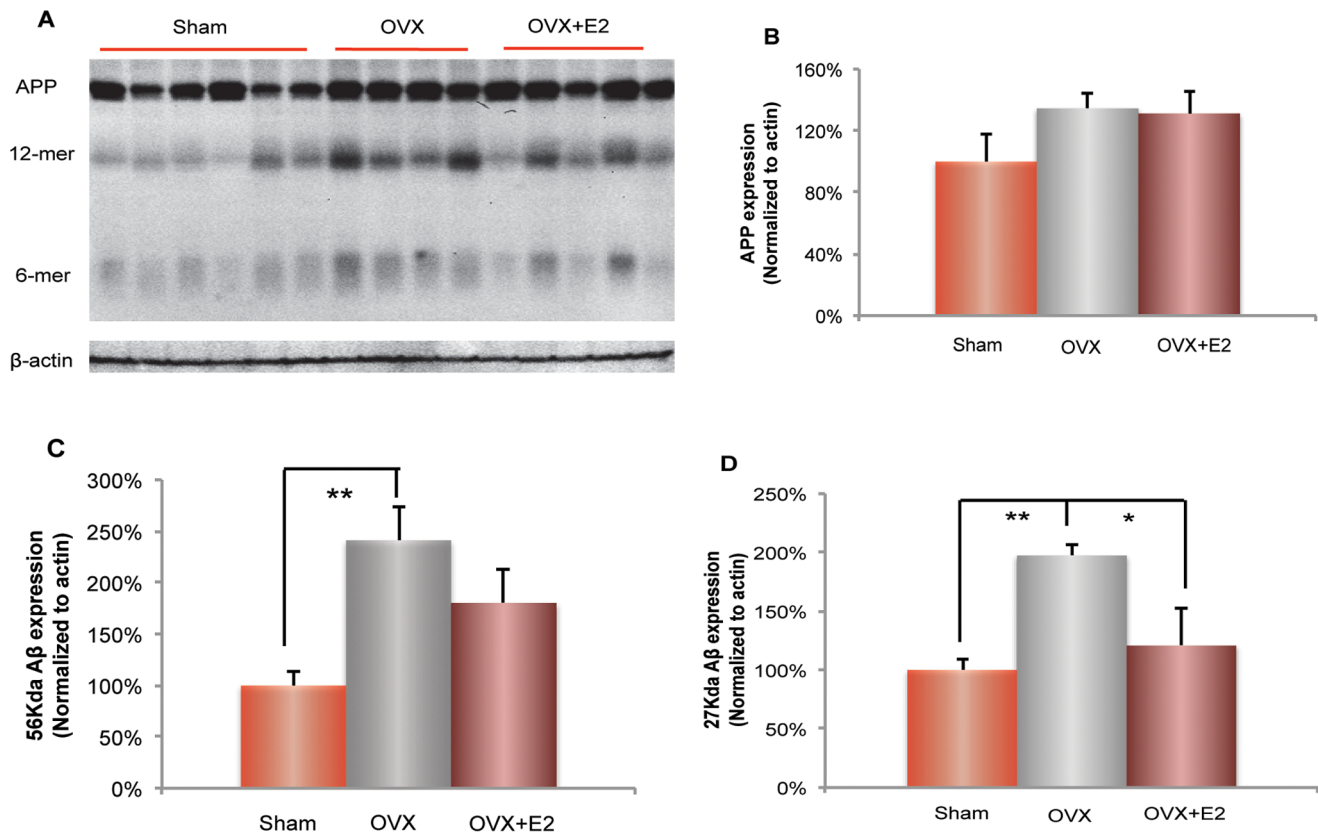 A
Sham
OVX
OVX+E2
APP
12-mer
6-mer
β-actin
B
APP expression
(Normalized to actin)
160%
120%
80%
40%
0%
Sham
OVX
OVX+E2
C
56Kda Aβ expression
(Normalized to actin)
300%
250%
200%
150%
100%
50%
0%
**
Sham
OVX
OVX+E2
D
27Kda Aβ expression
(Normalized to actin)
250%
200%
150%
100%
50%
0%
**
*
Sham
OVX
OVX+E2